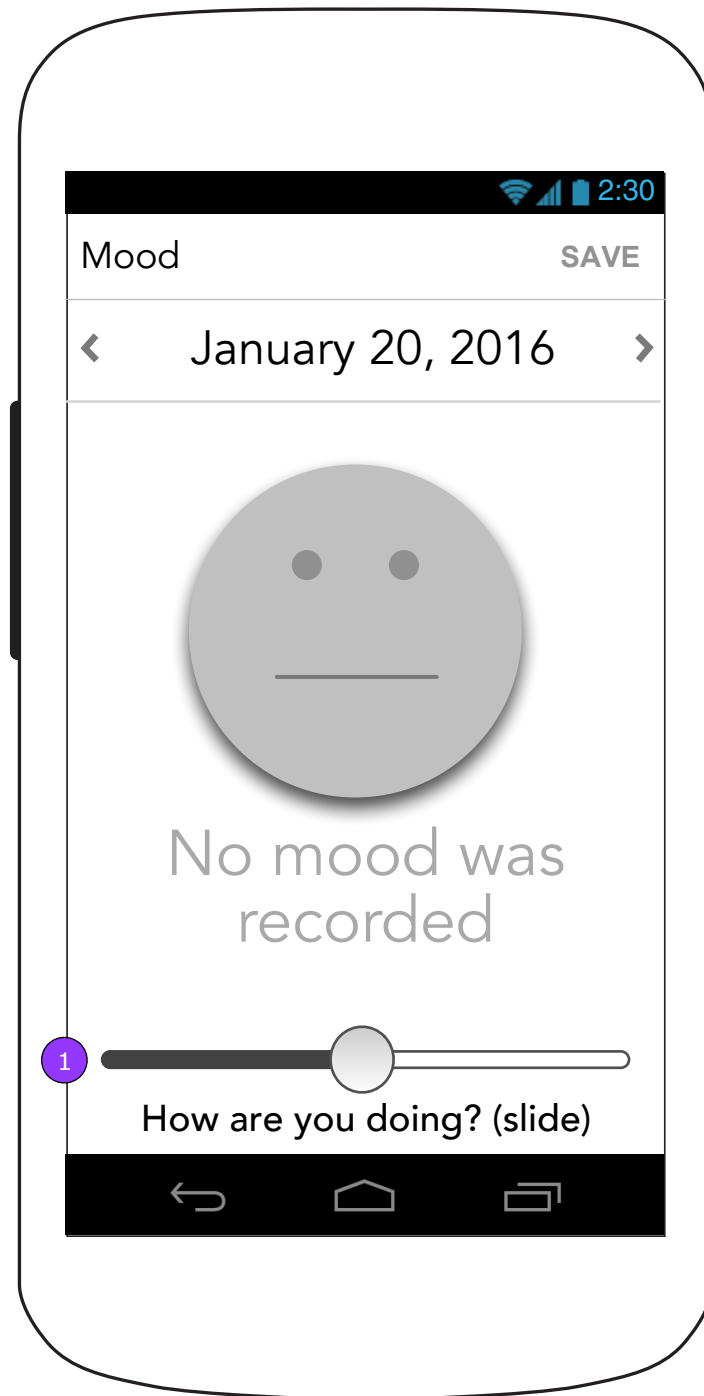 2:30
Mood SAVE
January 20, 2016
No mood was
recorded
1
How are you doing? (slide)